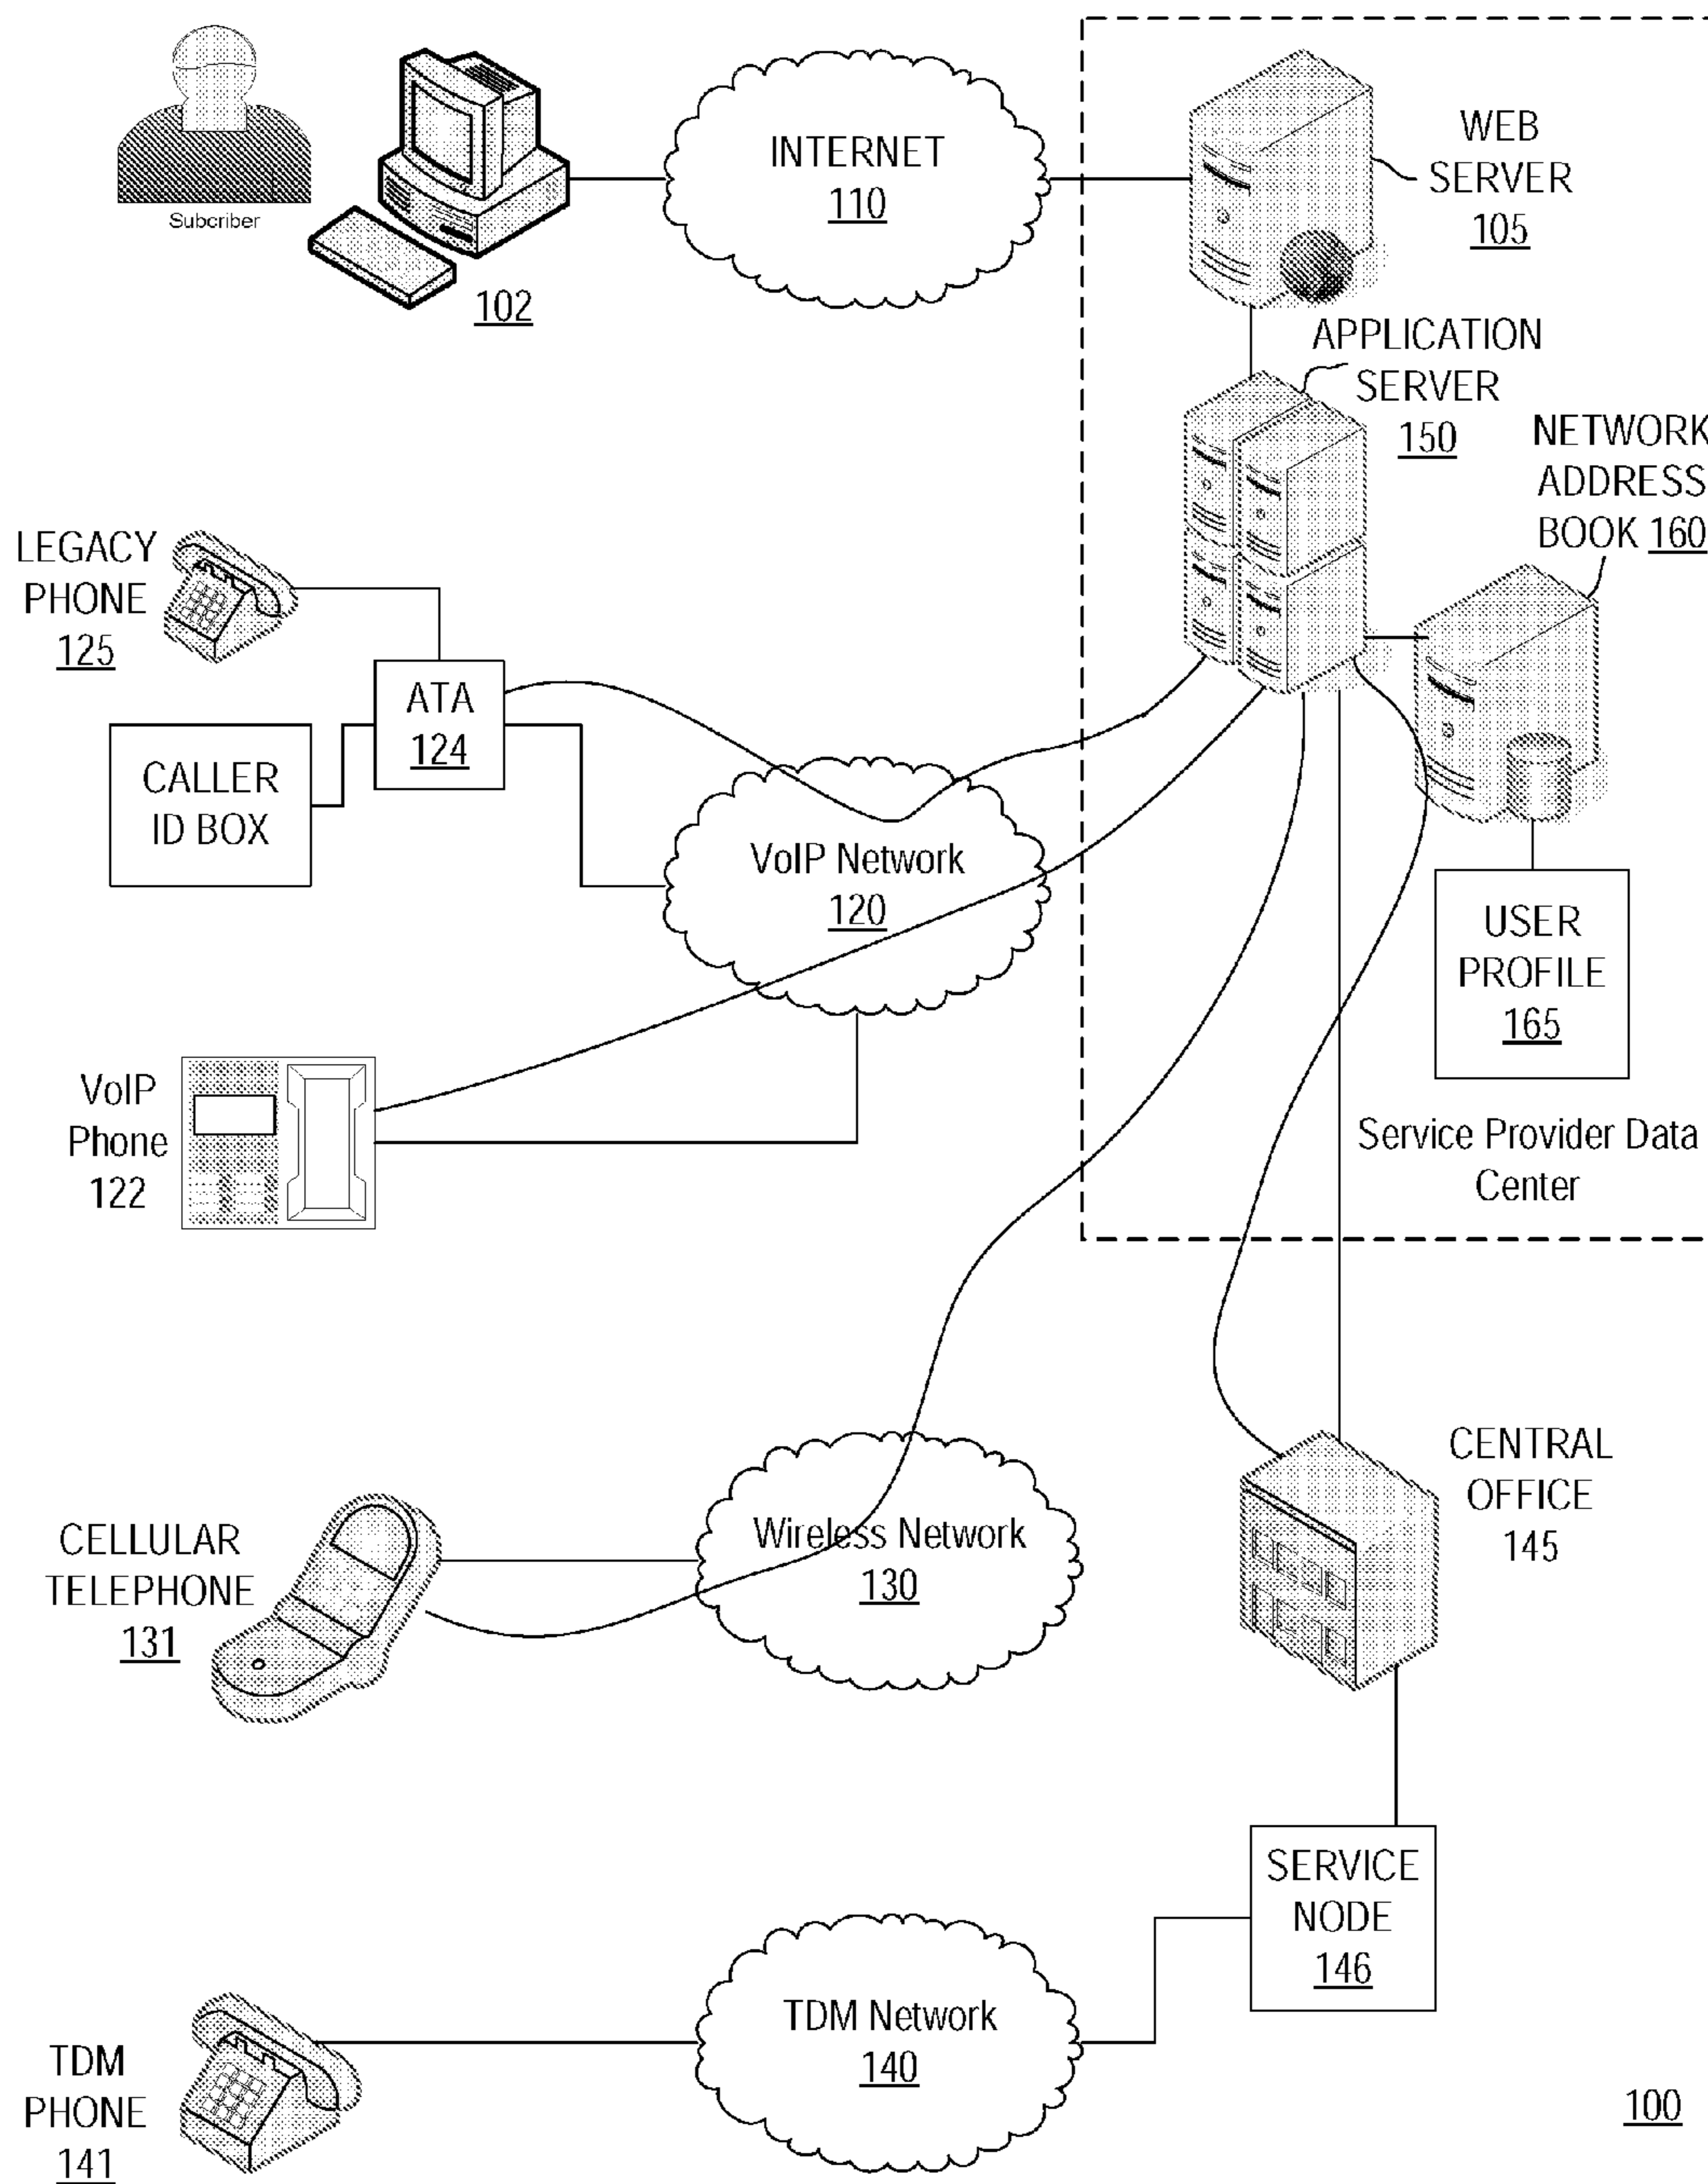 Subcriber
102
INTERNET
110
WEB
SERVER
105
APPLICATION
SERVER
150
NETWORK
ADDRESS
BOOK 160
LEGACY
PHONE
125
ATA
124
CALLER
ID BOX
VoIP Network
120
USER
PROFILE
165
VoIP
Phone
122
Service Provider Data
Center
CELLULAR
TELEPHONE
131
Wireless Network
130
CENTRAL
OFFICE
145
SERVICE
NODE
146
TDM Network
140
TDM
PHONE
141
100